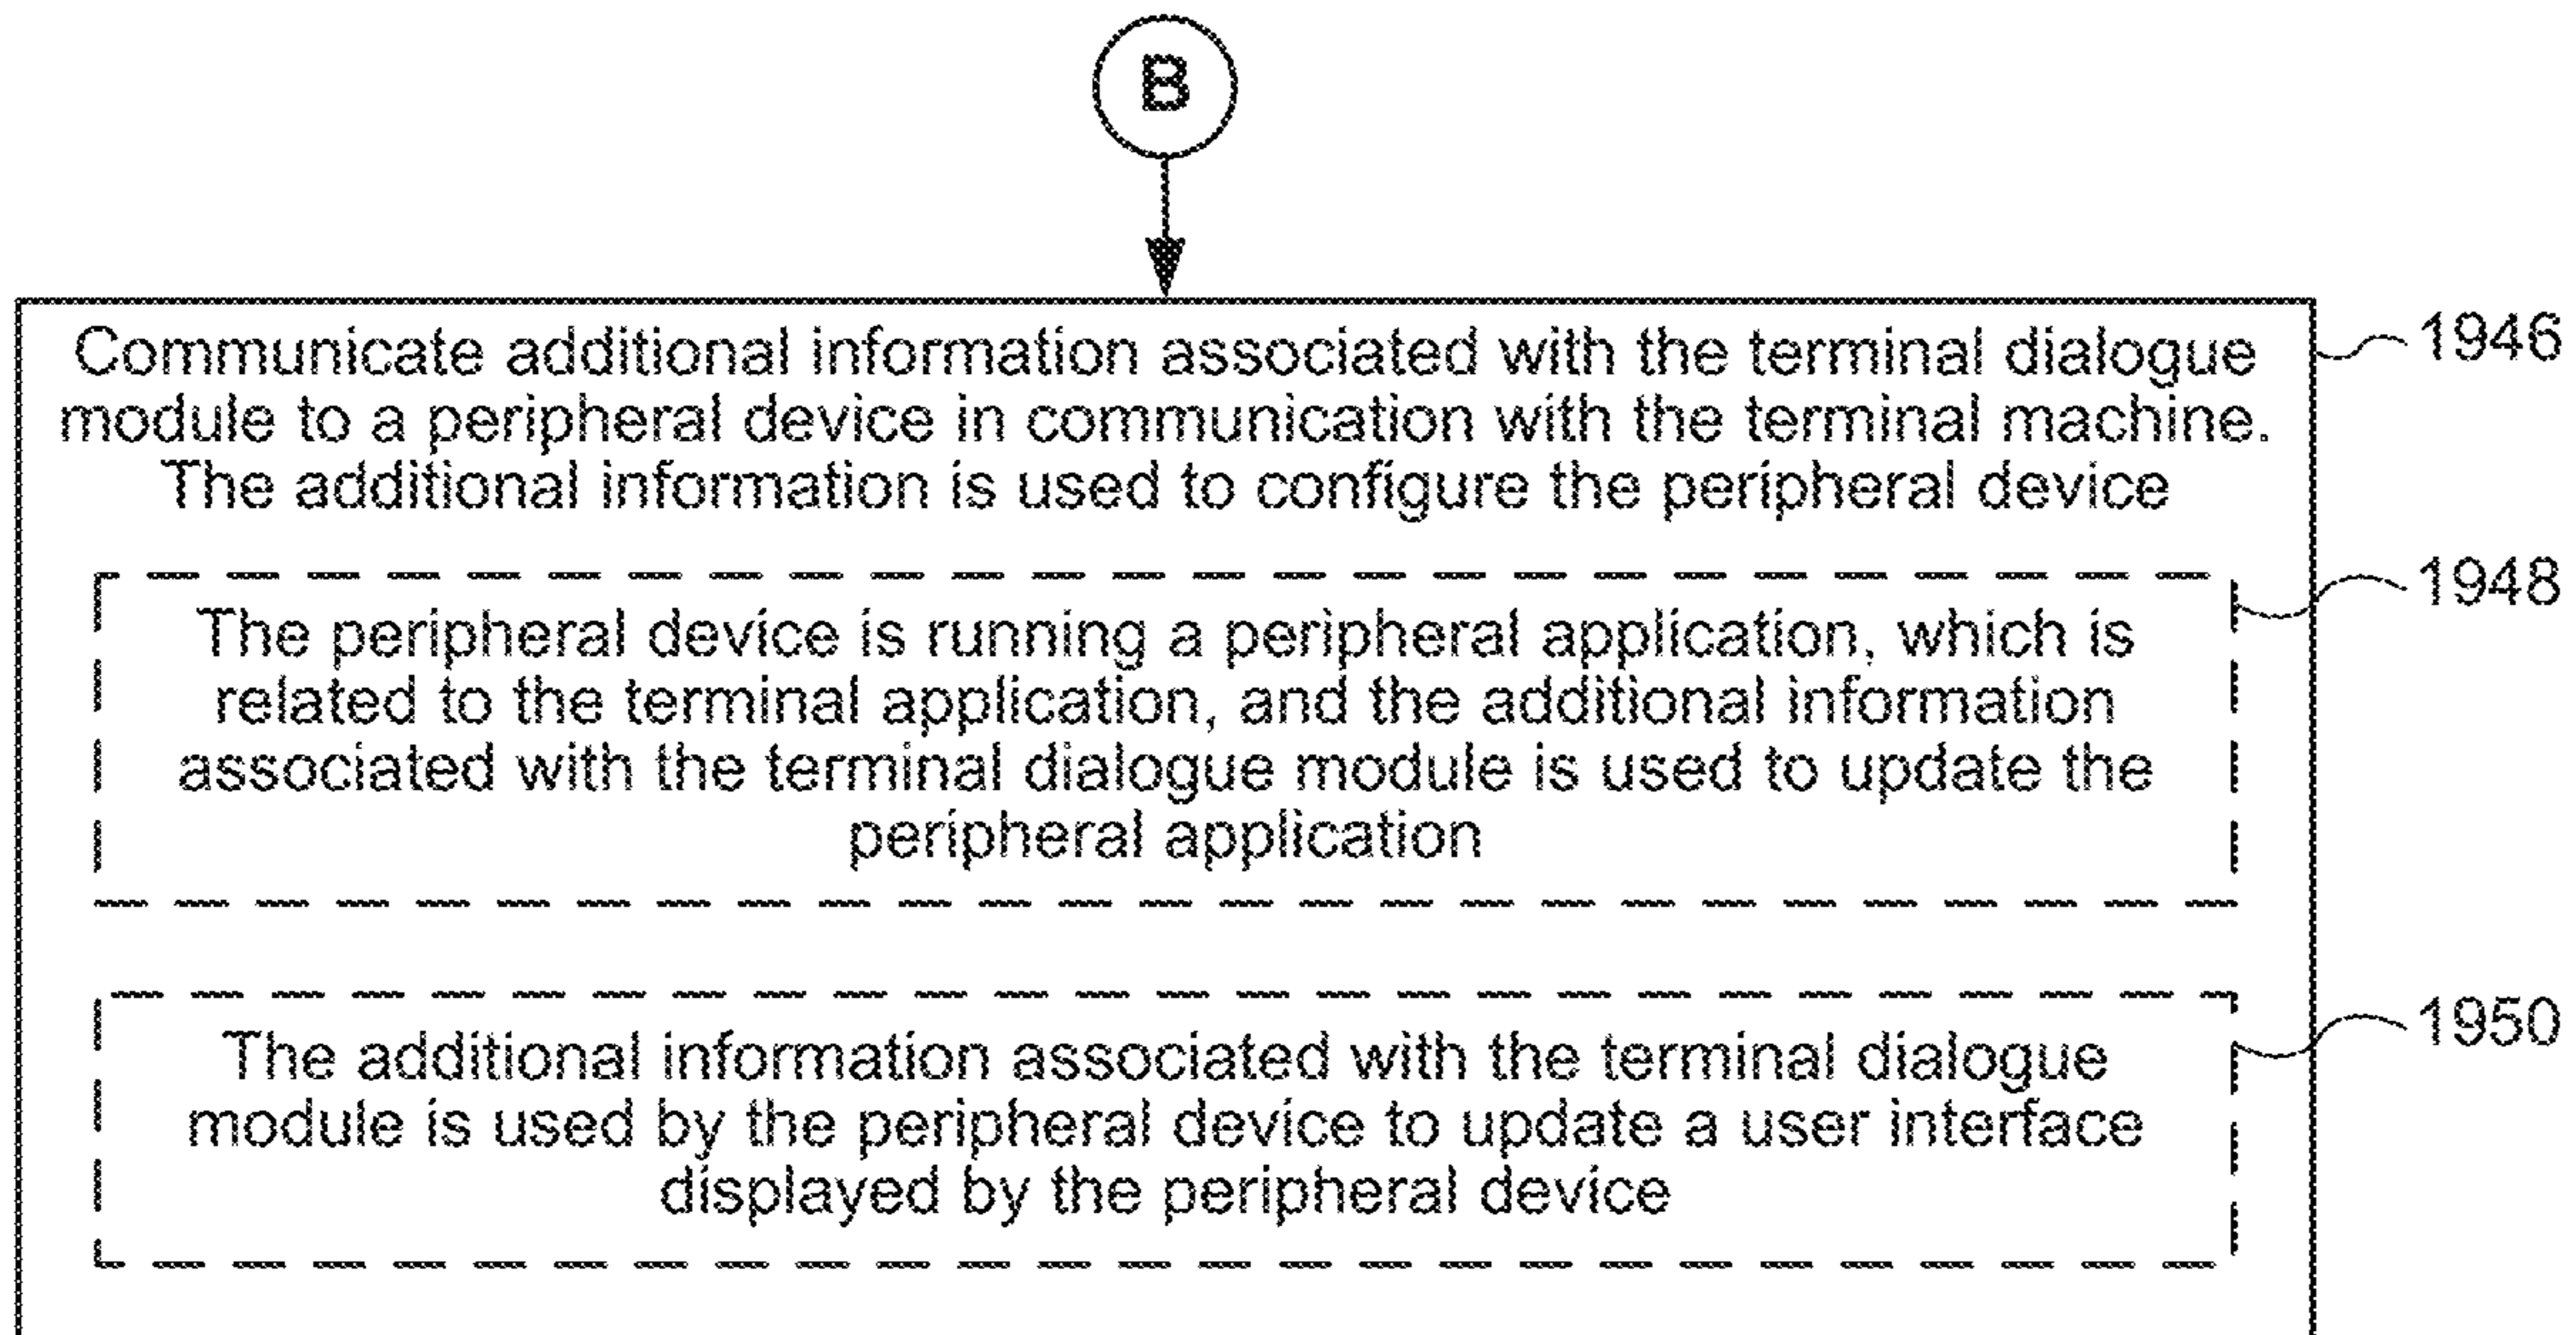 B
Communicate additional information associated with the terminal dialogue
module to a peripheral device in communication with the terminal machine.
The additional information is used to configure the peripheral device
1946
The peripheral device is running a peripheral application, which is
related to the terminal application, and the additional information
associated with the terminal dialogue module is used to update the
peripheral application
1948
The additional information associated with the terminal dialogue
module is used by the peripheral device to update a user interface
displayed by the peripheral device
1950